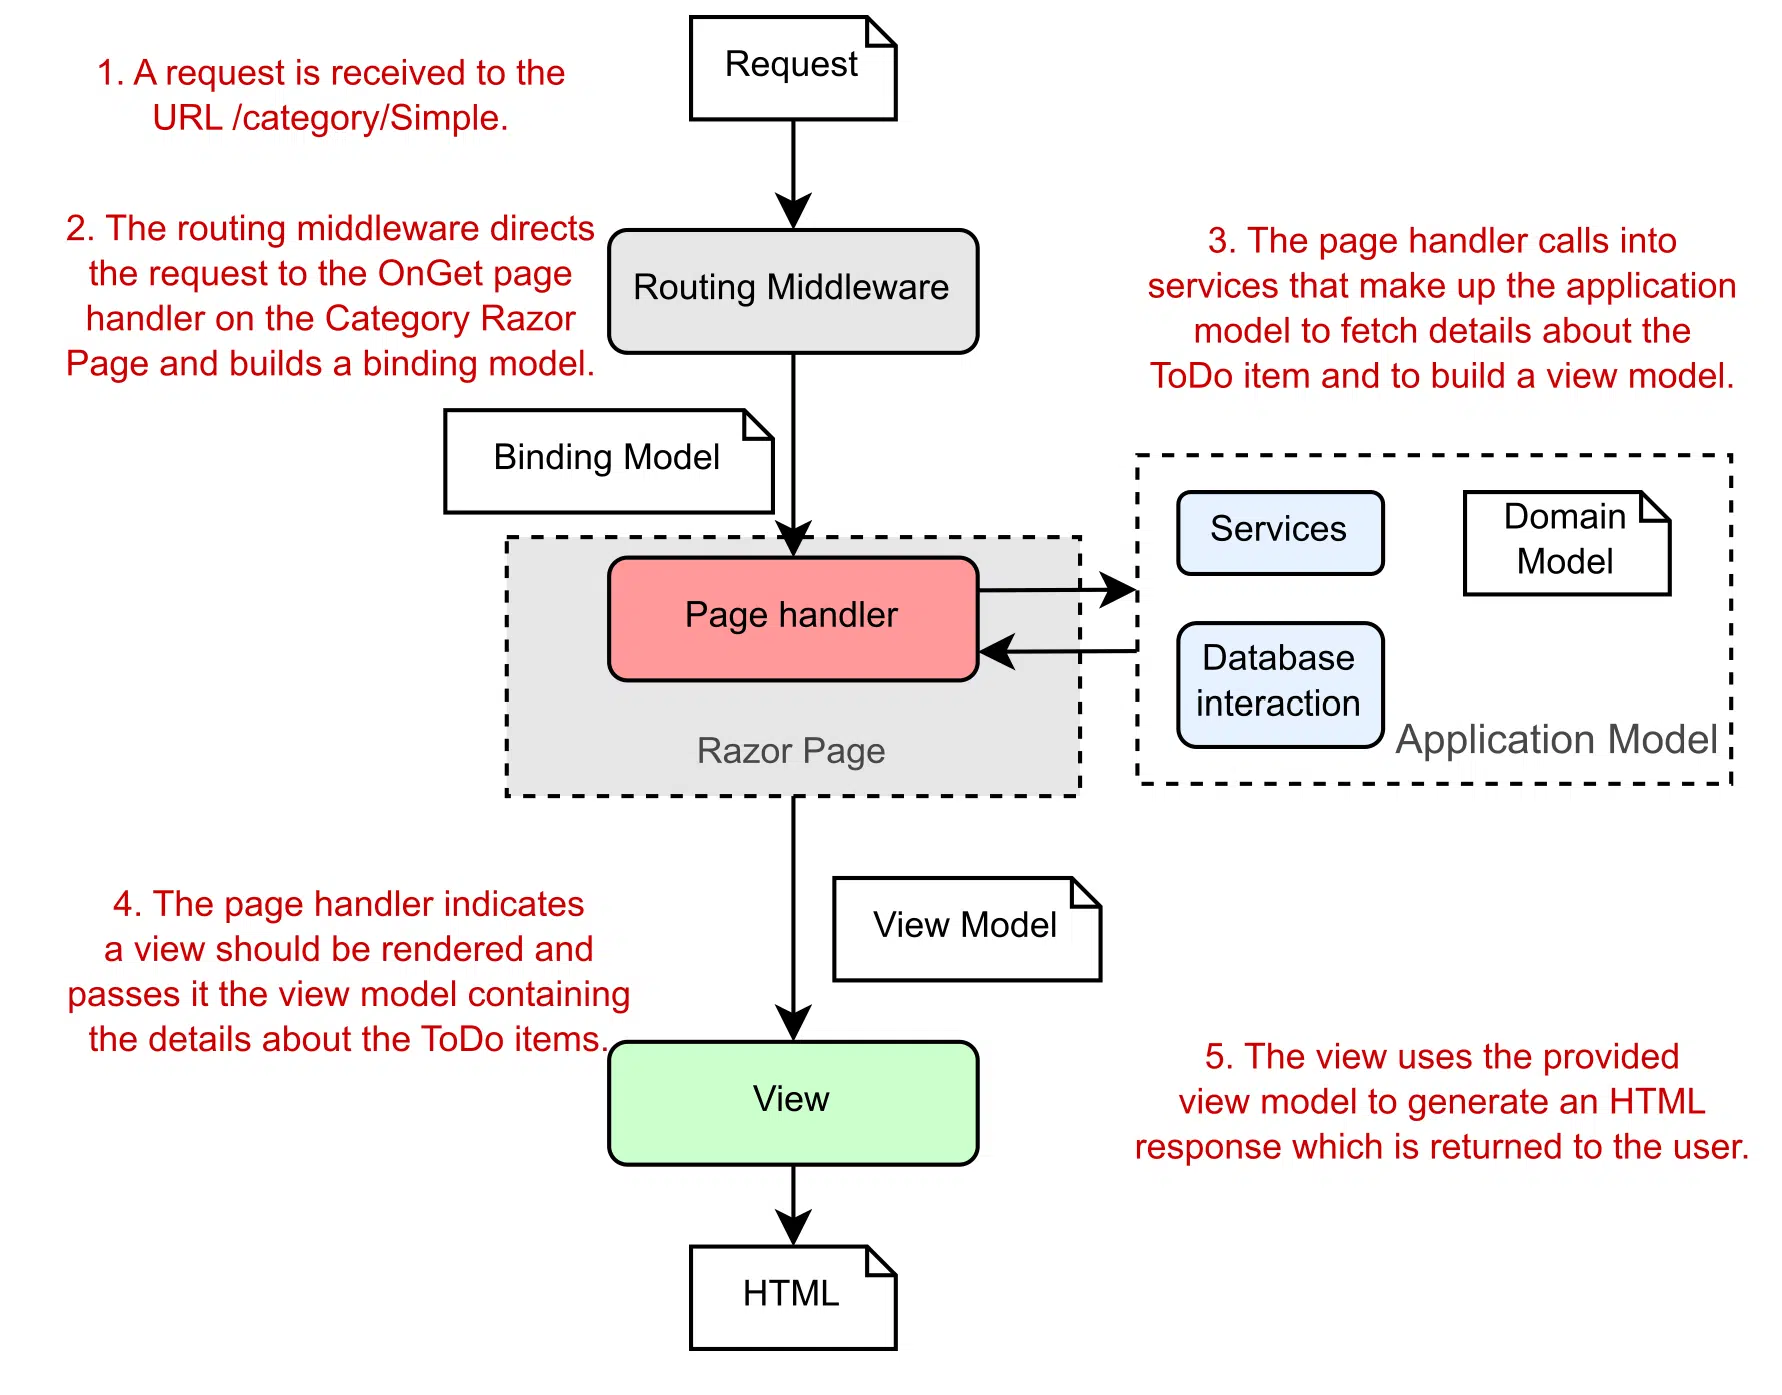 Request
1. A request is received to the
URL /category/Simple.
2. The routing middleware directs
the request to the OnGet page
handler on the Category Razor
Page and builds a binding model.
Routing Middleware
3. The page handler calls into
services that make up the application
model to fetch details about the
ToDo item and to build a view model.
Binding Model
Page handler
Razor Page
Services
Domain
Model
Database
interaction
Application Model
4. The page handler indicates
a view should be rendered and
passes it the view model containing
the details about the ToDo items.
View Model
View
5. The view uses the provided
view model to generate an HTML
response which is returned to the user.
HTML